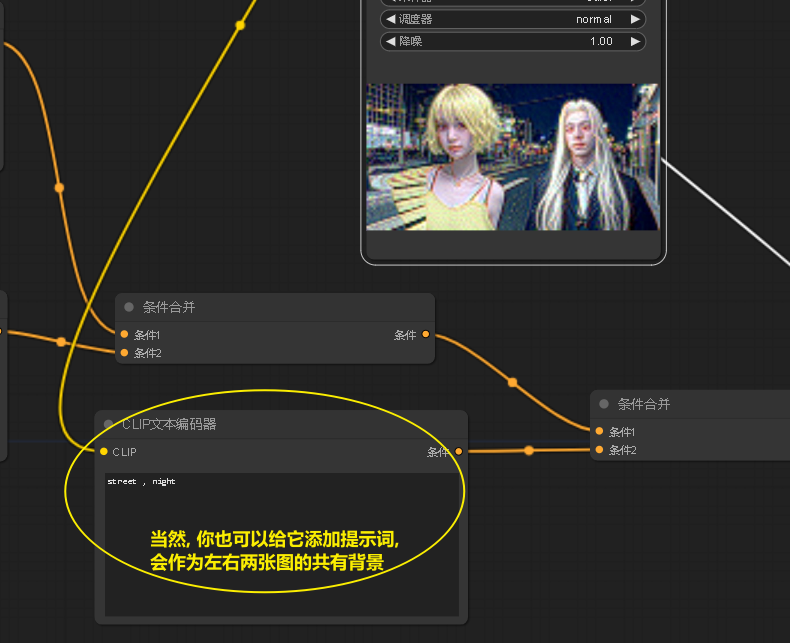 调度器 normal
降噪 1.00
条件合并
条件1 条件
条件2
条件合并
条件1
条件2
CLIP文本编码器
CLIP 条件
street , night
当然, 你也可以给它添加提示词,
会作为左右两张图的共有背景